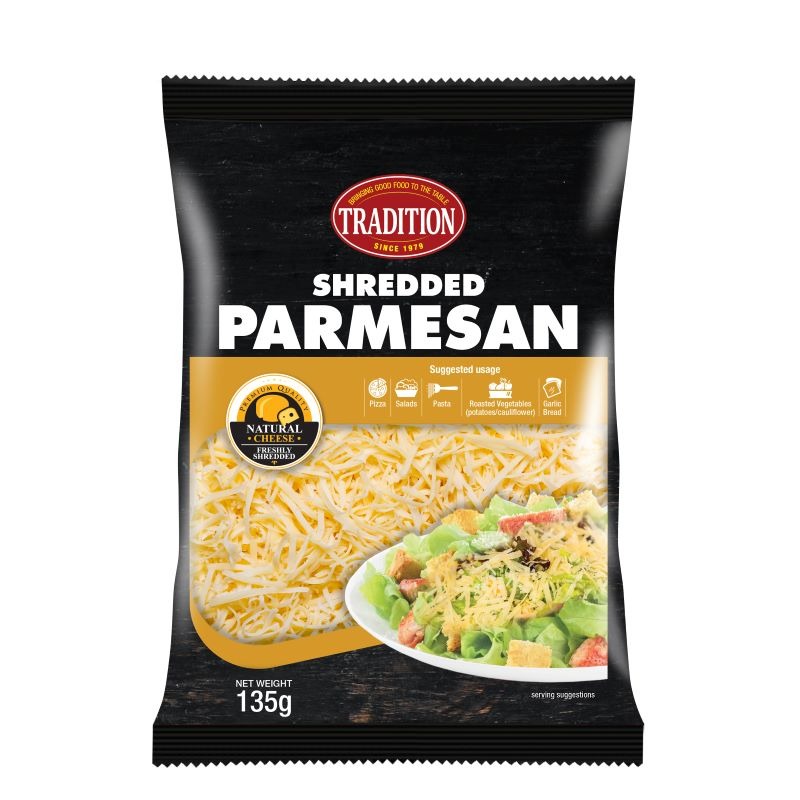 BRINGING GOOD FOOD TO THE TABLE
TRADITION
SINCE 1979
SHREDDED
PARMESAN
Suggested usage
Pizza
Salads
Pasta
Roasted Vegetables
(potatoes/cauliflower)
Garlic
Bread
PREMIUM QUALITY
NATURAL
• CHEESE •
FRESHLY
SHREDDED
NET WEIGHT
135g
serving suggestions